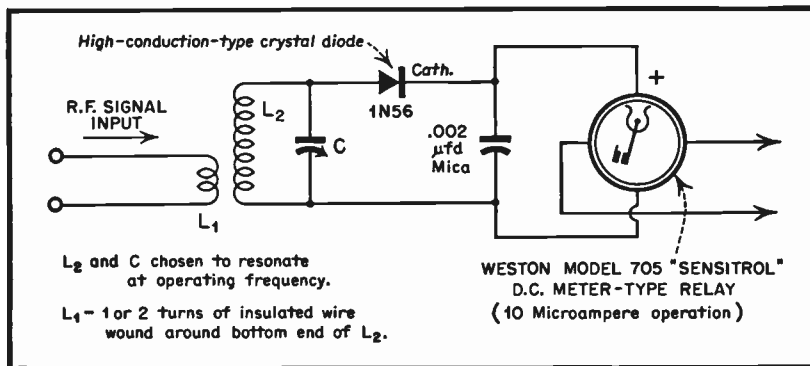 High-conduction-type crystal diode
Cath.
1N56
R.F. SIGNAL
INPUT
L2
C
.002
µfd
Mica
+
L1
L2 and C chosen to resonate
at operating frequency.
L1 - 1 or 2 turns of insulated wire
wound around bottom end of L2.
WESTON MODEL 705 "SENSITROL"
D.C. METER-TYPE RELAY
(10 Microampere operation)